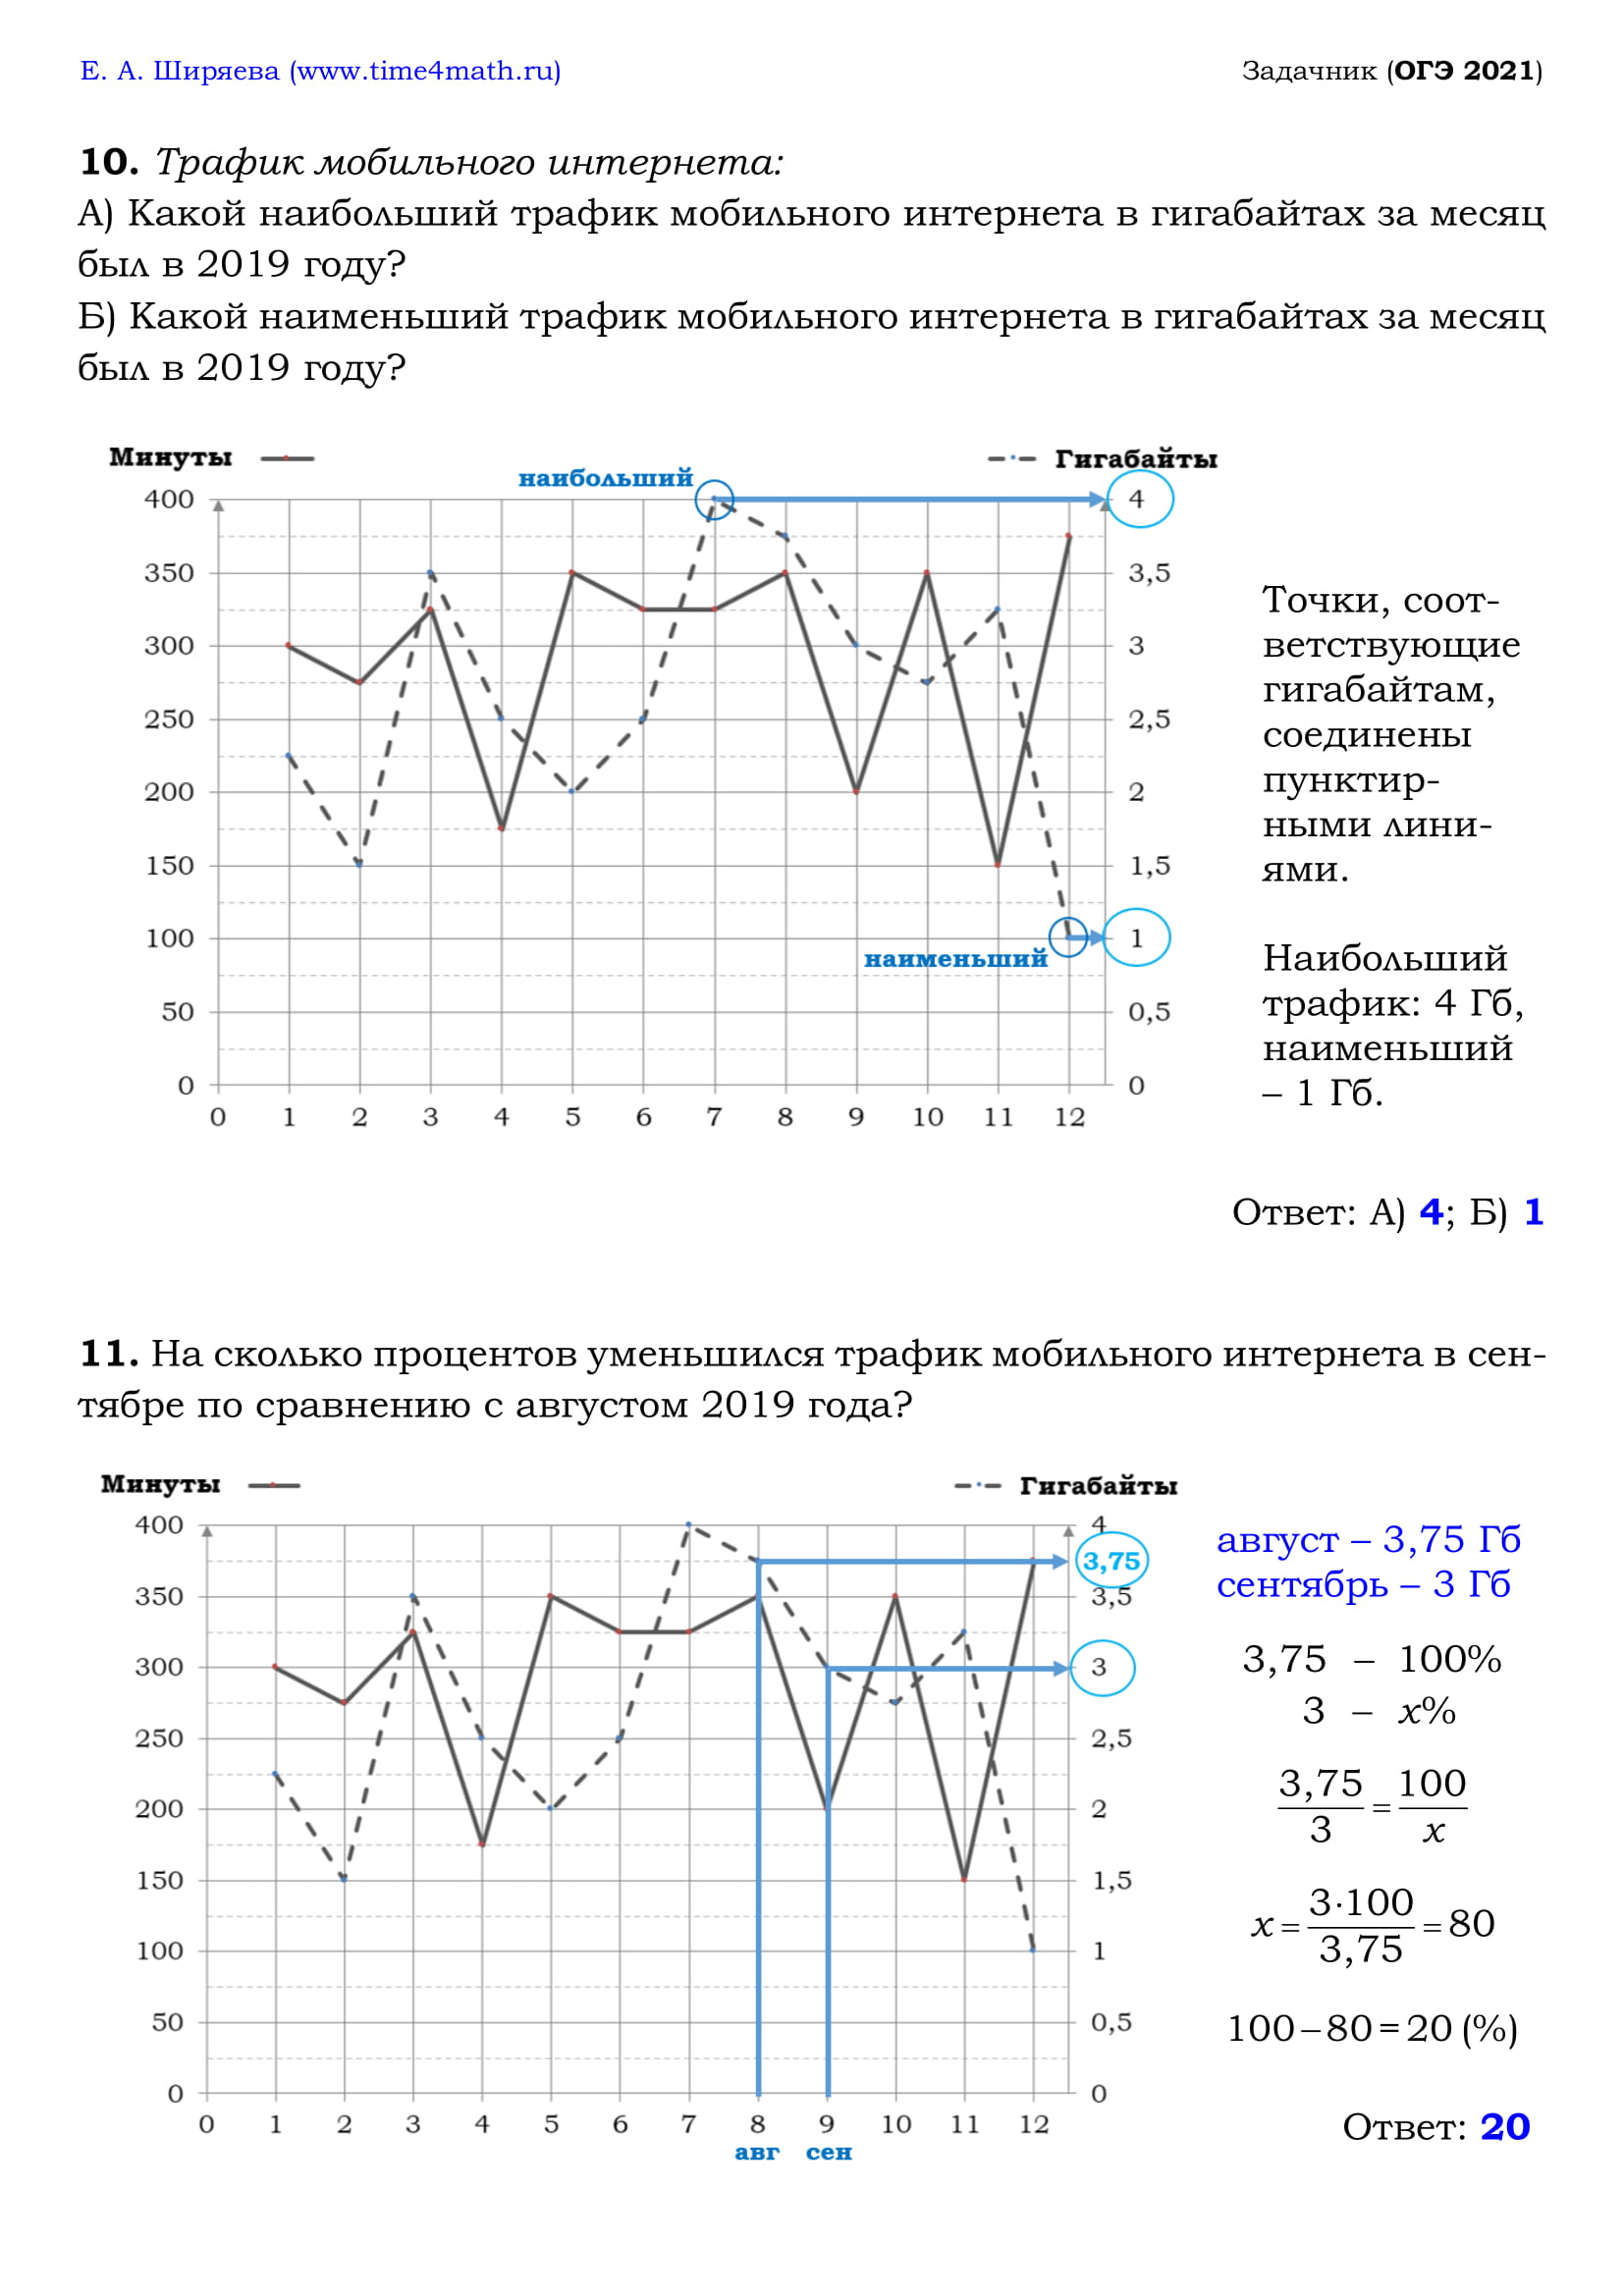 Е. А. Ширяева (www.time4math.ru) Задачник (ОГЭ 2021)
10. Трафик мобильного интернета:
А) Какой наибольший трафик мобильного интернета в гигабайтах за месяц
был в 2019 году?
Б) Какой наименьший трафик мобильного интернета в гигабайтах за месяц
был в 2019 году?
Минуты Гигабайты
наибольший
400 4
350 3,5
300 3
250 2,5
200 2
150 1,5
100 1
наименьший
50 0,5
0 0
0 1 2 3 4 5 6 7 8 9 10 11 12
Точки, соот-
ветствующие
гигабайтам,
соединены
пунктир-
ными лини-
ями.
Наибольший
трафик: 4 Гб,
наименьший
– 1 Гб.
Ответ: А) 4; Б) 1
11. На сколько процентов уменьшился трафик мобильного интернета в сен-
тябре по сравнению с августом 2019 года?
Минуты Гигабайты
400 4
3,75
350 3,5
300 3
250 2,5
200 2
150 1,5
100 1
50 0,5
0 0
0 1 2 3 4 5 6 7 8 9 10 11 12
авг сен
август – 3,75 Гб
сентябрь – 3 Гб
3,75 – 100%
3 – x%
3,75/3 = 100/x
x = 3·100/3,75 = 80
100 – 80 = 20 (%)
Ответ: 20